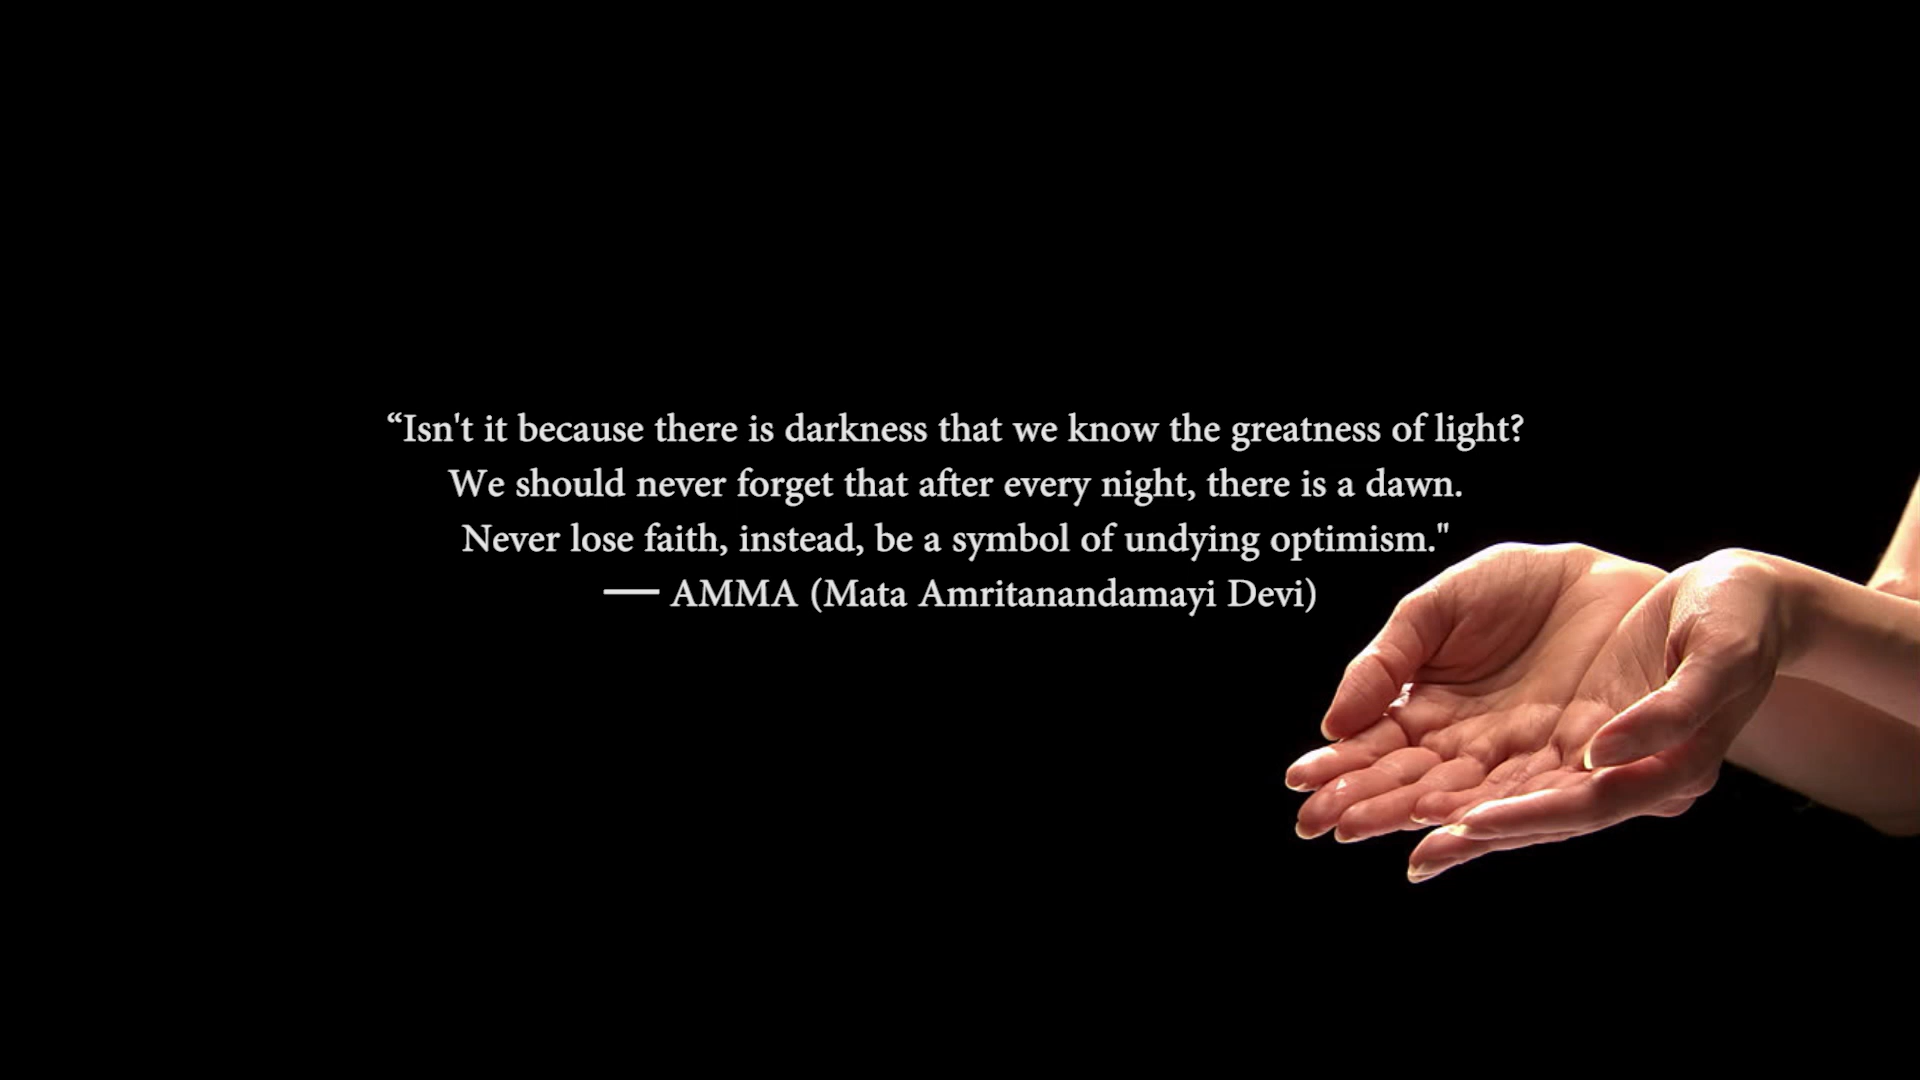 “Isn't it because there is darkness that we know the greatness of light?
We should never forget that after every night, there is a dawn.
Never lose faith, instead, be a symbol of undying optimism."
── AMMA (Mata Amritanandamayi Devi)